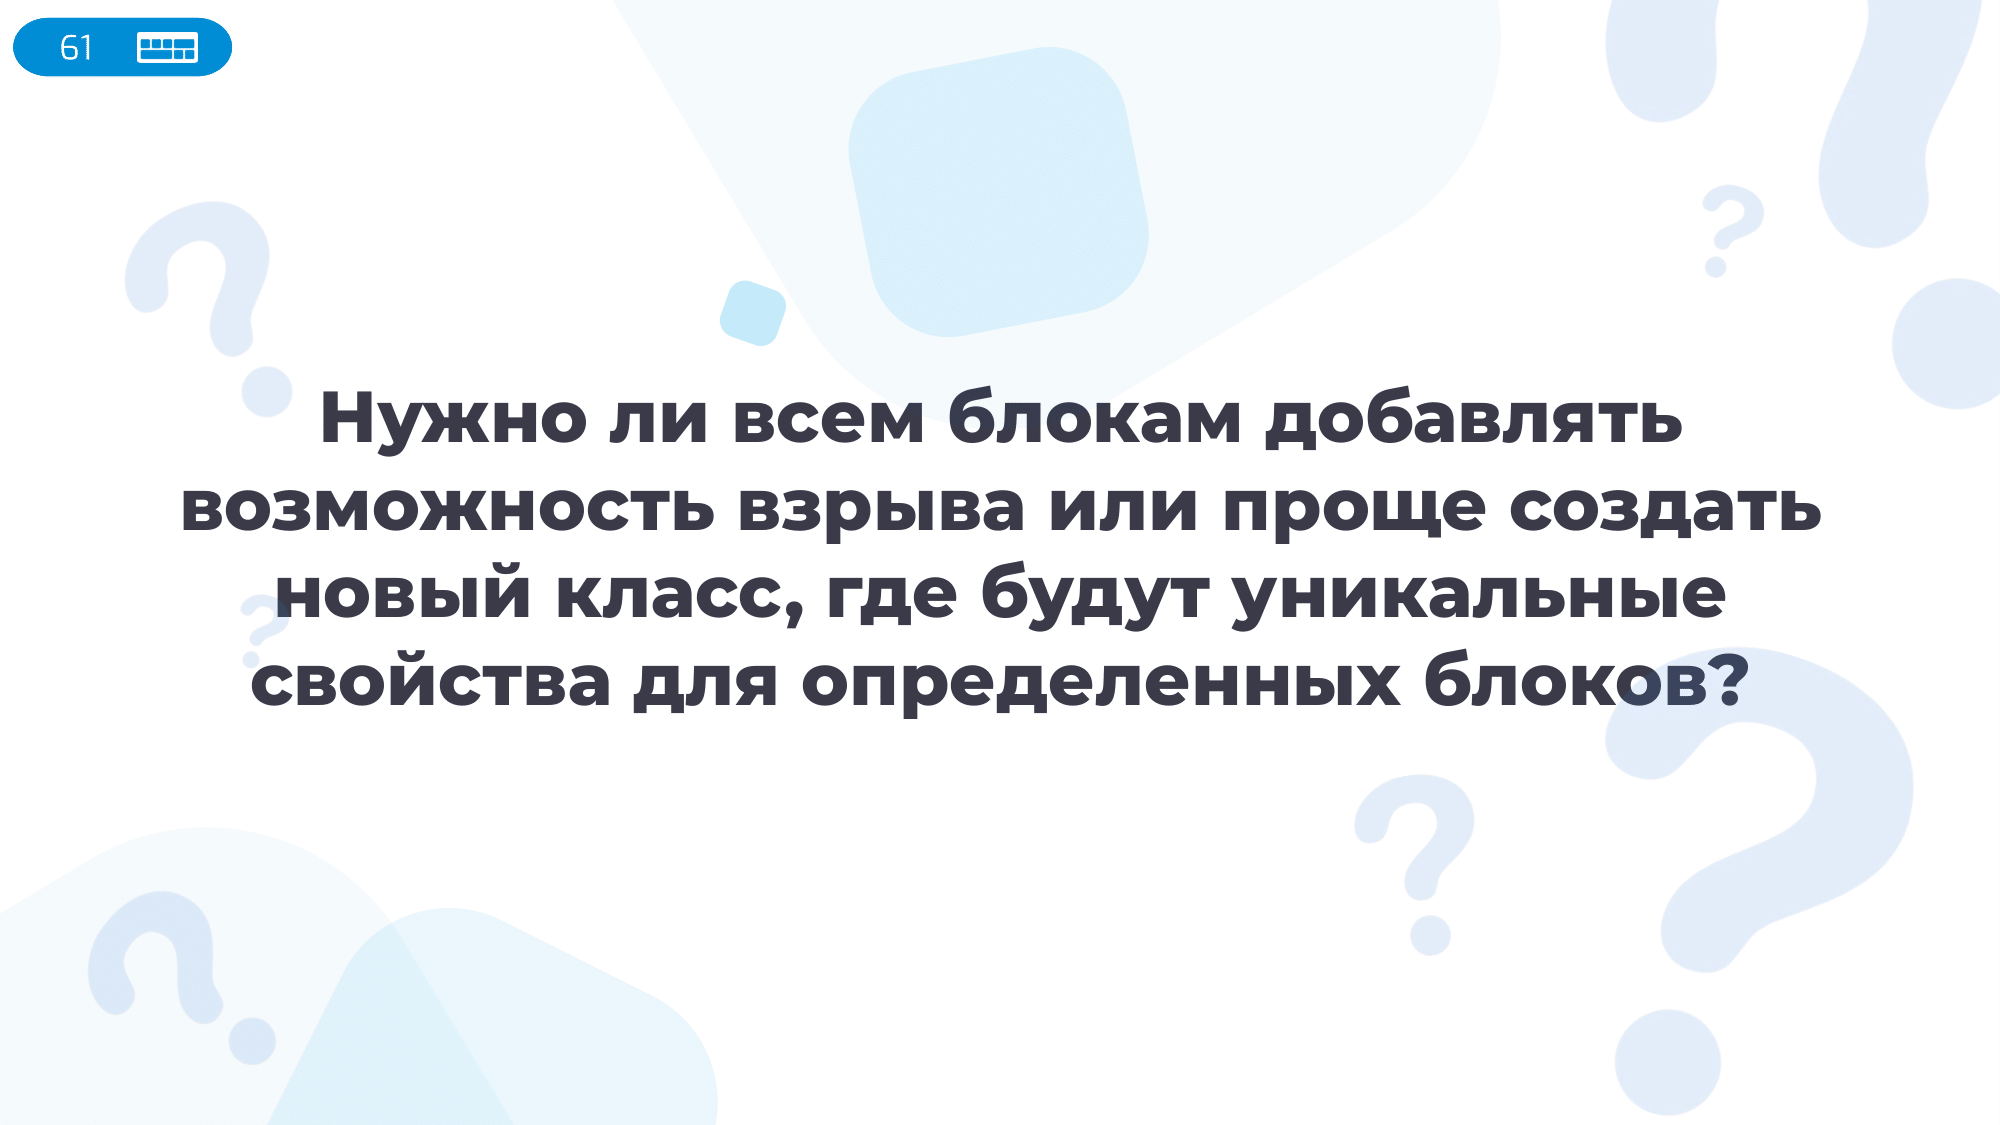 61
Нужно ли всем блокам добавлять
возможность взрыва или проще создать
новый класс, где будут уникальные
свойства для определенных блоков?